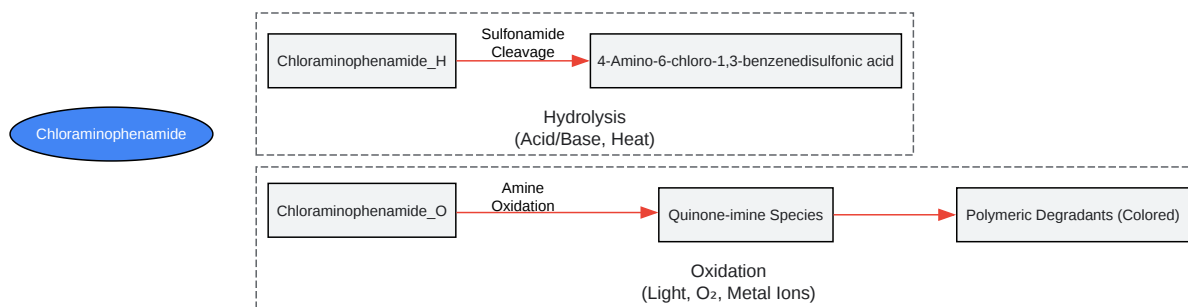 Chloraminophenamide
Chloraminophenamide_H
Sulfonamide
Cleavage
4-Amino-6-chloro-1,3-benzenedisulfonic acid
Hydrolysis
(Acid/Base, Heat)
Chloraminophenamide_O
Amine
Oxidation
Quinone-imine Species
Polymeric Degradants (Colored)
Oxidation
(Light, O₂, Metal Ions)